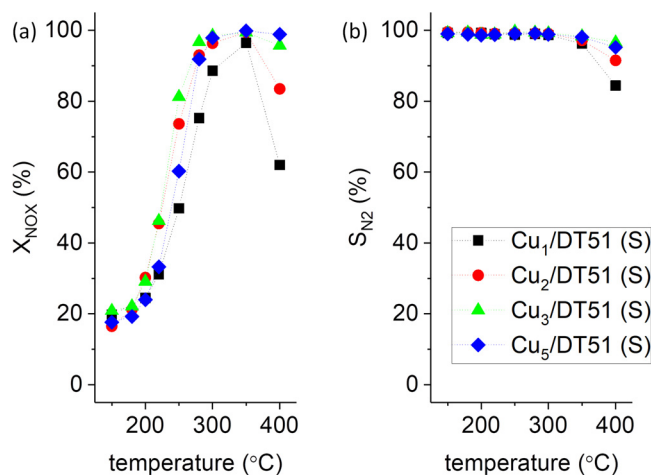 (a)
100
80
60
40
20
0
X_NOX (%)
200 300 400
temperature (°C)
(b)
100
80
60
40
20
0
S_N2 (%)
Cu₁/DT51 (S)
Cu₂/DT51 (S)
Cu₃/DT51 (S)
Cu₅/DT51 (S)
200 300 400
temperature (°C)